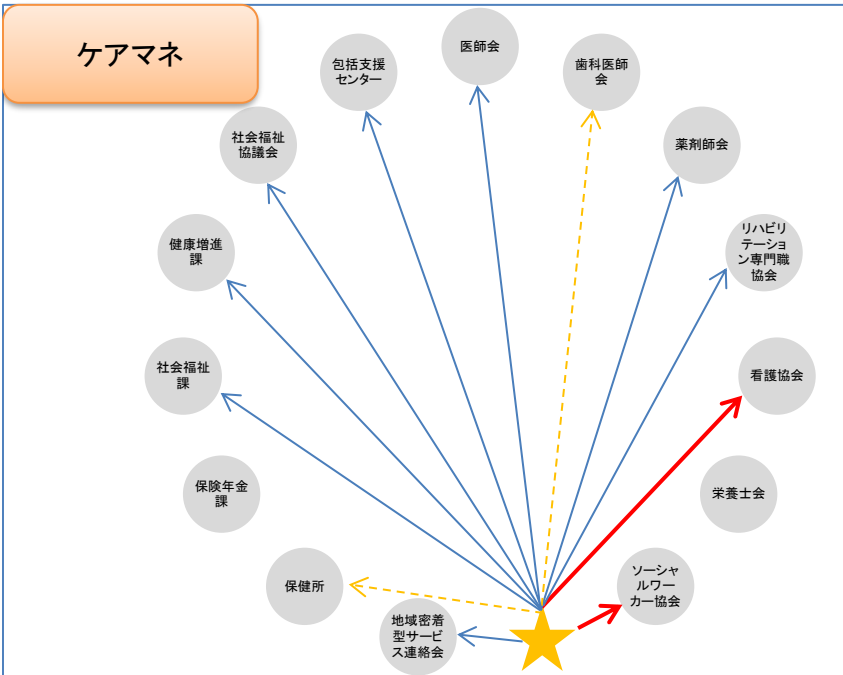 ケアマネ
医師会
包括支援
センター
歯科医師
会
社会福祉
協議会
薬剤師会
健康増進
課
リハビリ
テーショ
ン専門職
協会
社会福祉
課
看護協会
保険年金
課
栄養士会
保健所
ソーシャ
ルワー
カー協会
地域密着
型サービ
ス連絡会